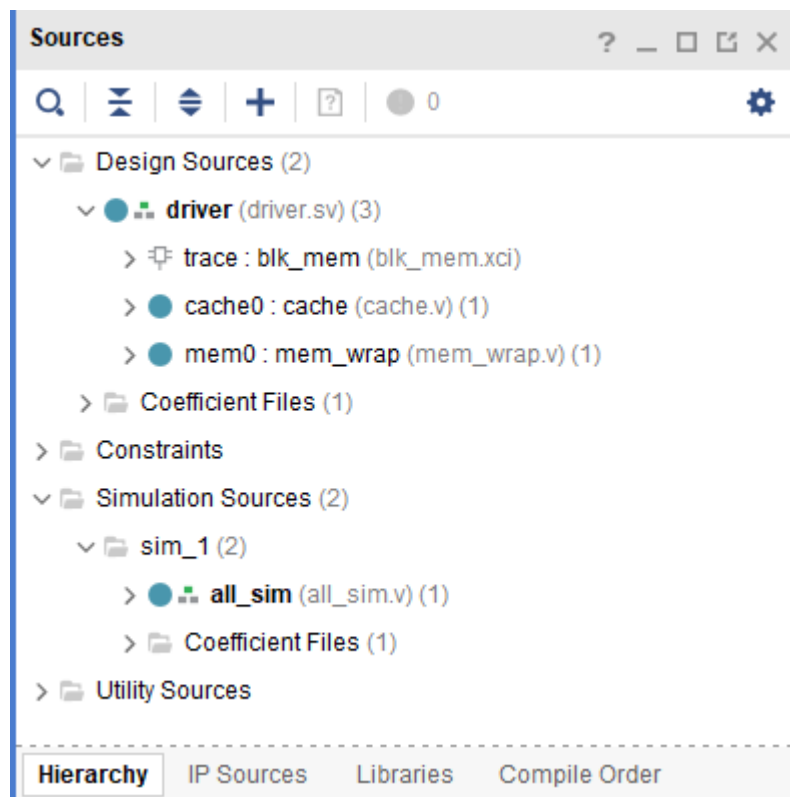 Sources
0
Design Sources (2)
driver (driver.sv) (3)
trace : blk_mem (blk_mem.xci)
cache0 : cache (cache.v) (1)
mem0 : mem_wrap (mem_wrap.v) (1)
Coefficient Files (1)
Constraints
Simulation Sources (2)
sim_1 (2)
all_sim (all_sim.v) (1)
Coefficient Files (1)
Utility Sources
Hierarchy IP Sources Libraries Compile Order